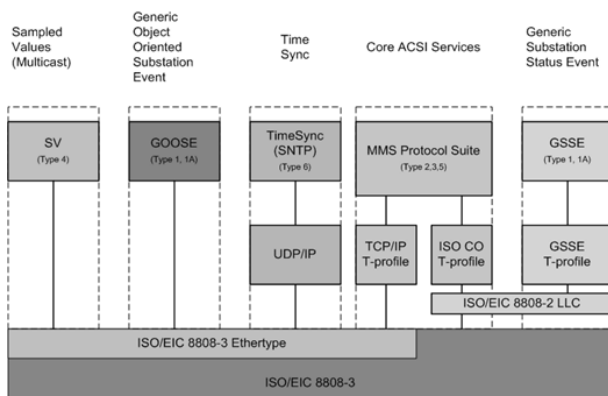 Sampled
Values
(Multicast)
Generic
Object
Oriented
Substation
Event
Time
Sync
Core ACSI Services
Generic
Substation
Status Event
SV
(Type 4)
GOOSE
(Type 1, 1A)
TimeSync
(SNTP)
(Type 6)
MMS Protocol Suite
(Type 2,3,5)
GSSE
(Type 1, 1A)
UDP/IP
TCP/IP
T-profile
ISO CO
T-profile
GSSE
T-profile
ISO/EIC 8808-2 LLC
ISO/EIC 8808-3 Ethertype
ISO/EIC 8808-3